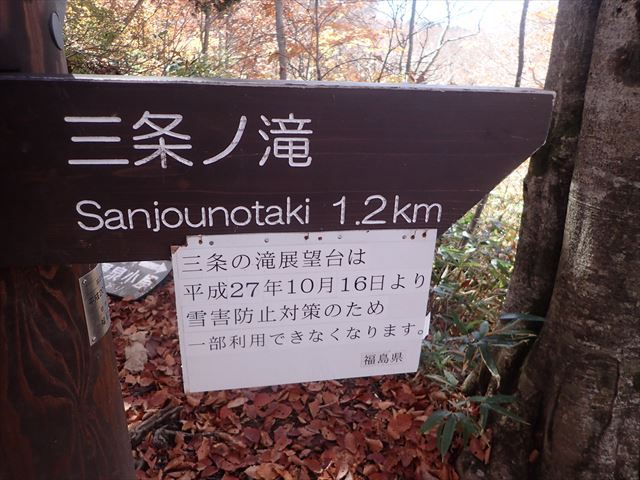 三条ノ滝
Sanjounotaki 1.2km
三条の滝展望台は
平成27年10月16日より
雪害防止対策のため
一部利用できなくなります。
福島県